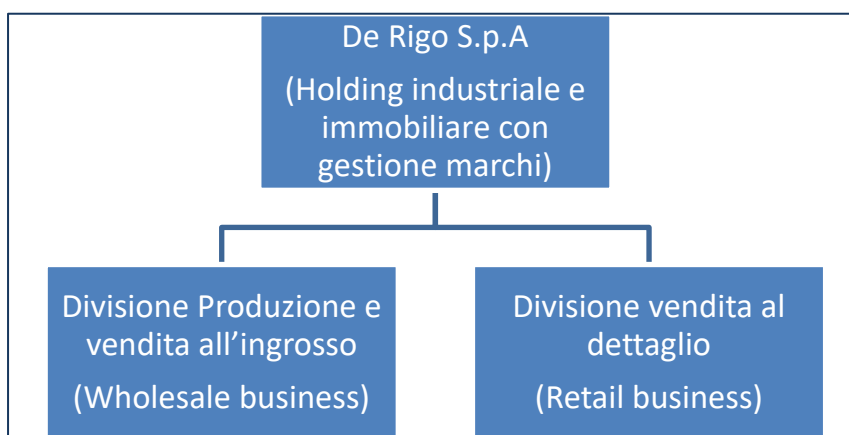 De Rigo S.p.A
(Holding industriale e
immobiliare con
gestione marchi)
Divisione Produzione e
vendita all’ingrosso
(Wholesale business)
Divisione vendita al
dettaglio
(Retail business)